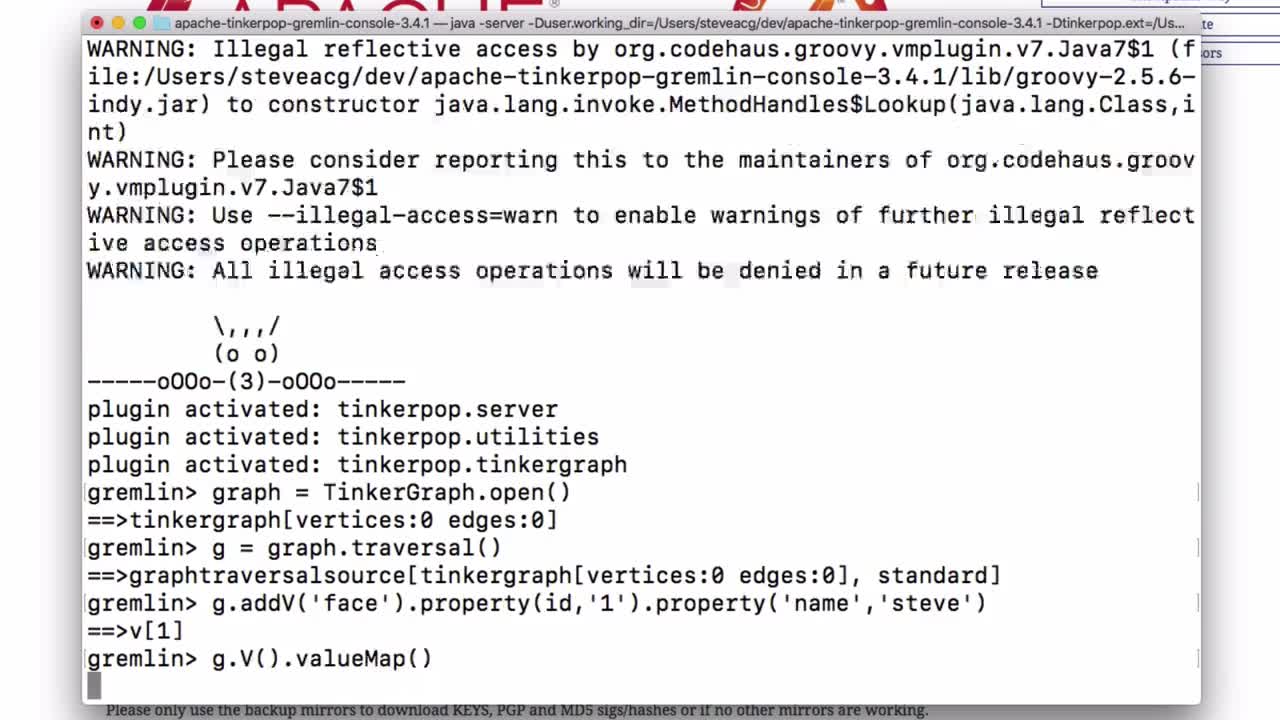 apache-tinkerpop-gremlin-console-3.4.1 — java -server -Duser.working_dir=/Users/steveacg/dev/apache-tinkerpop-gremlin-console-3.4.1 -Dtinkerpop.ext=/Us...
WARNING: Illegal reflective access by org.codehaus.groovy.vmplugin.v7.Java7$1 (f
ile:/Users/steveacg/dev/apache-tinkerpop-gremlin-console-3.4.1/lib/groovy-2.5.6-
indy.jar) to constructor java.lang.invoke.MethodHandles$Lookup(java.lang.Class,i
nt)
WARNING: Please consider reporting this to the maintainers of org.codehaus.groov
y.vmplugin.v7.Java7$1
WARNING: Use --illegal-access=warn to enable warnings of further illegal reflect
ive access operations
WARNING: All illegal access operations will be denied in a future release
\,,,/
(o o)
-----oOOo-(3)-oOOo-----
plugin activated: tinkerpop.server
plugin activated: tinkerpop.utilities
plugin activated: tinkerpop.tinkergraph
gremlin> graph = TinkerGraph.open()
==>tinkergraph[vertices:0 edges:0]
gremlin> g = graph.traversal()
==>graphtraversalsource[tinkergraph[vertices:0 edges:0], standard]
gremlin> g.addV('face').property(id,'1').property('name','steve')
==>v[1]
gremlin> g.V().valueMap()
Please only use the backup mirrors to download KEYS, PGP and MD5 sigs/hashes or if no other mirrors are working.